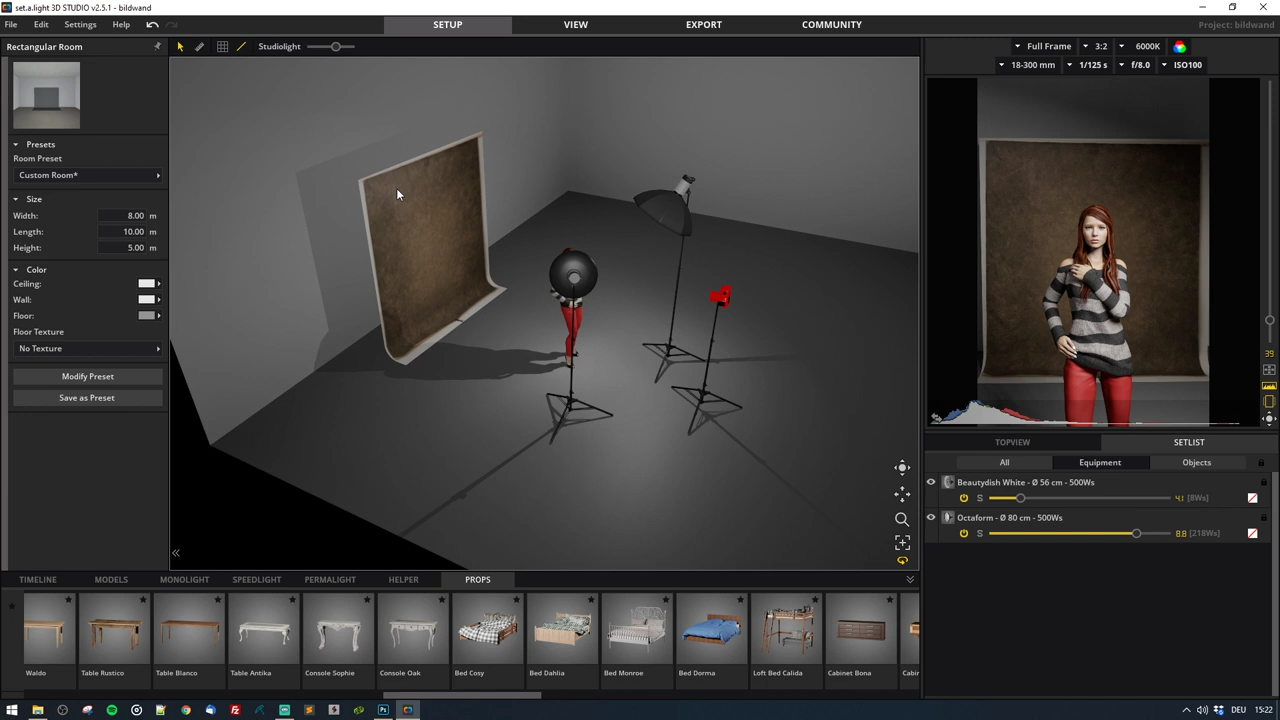 set.a.light 3D STUDIO v2.5.1 - bildwand
File Edit Settings Help
SETUP VIEW EXPORT COMMUNITY
Project: bildwand
Rectangular Room
Studiolight
Presets
Room Preset
Custom Room*
Size
Width: 8.00 m
Length: 10.00 m
Height: 5.00 m
Color
Ceiling:
Wall:
Floor:
Floor Texture
No Texture
Modify Preset
Save as Preset
Full Frame 3:2 6000K
18-300 mm 1/125 s f/8.0 ISO100
39
TOPVIEW SETLIST
All Equipment Objects
Beautydish White - Ø 56 cm - 500Ws
S 4.1 [8Ws]
Octaform - Ø 80 cm - 500Ws
S 8.8 [218Ws]
TIMELINE MODELS MONOLIGHT SPEEDLIGHT PERMALIGHT HELPER PROPS
Waldo Table Rustico Table Blanco Table Antika Console Sophie Console Oak Bed Cosy Bed Dahlia Bed Monroe Bed Dorma Loft Bed Calida Cabinet Bona Cabir
DEU 15:22